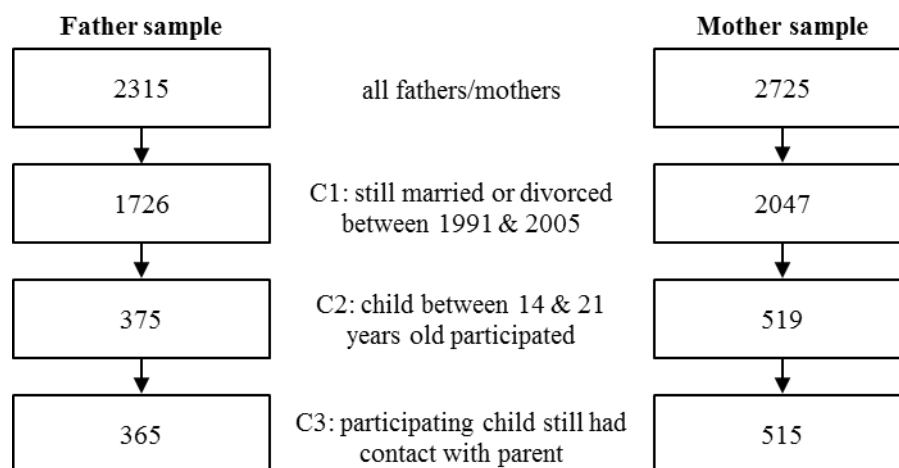 Father sample
Mother sample
2315
all fathers/mothers
2725
1726
C1: still married or divorced
between 1991 & 2005
2047
375
C2: child between 14 & 21
years old participated
519
365
C3: participating child still had
contact with parent
515